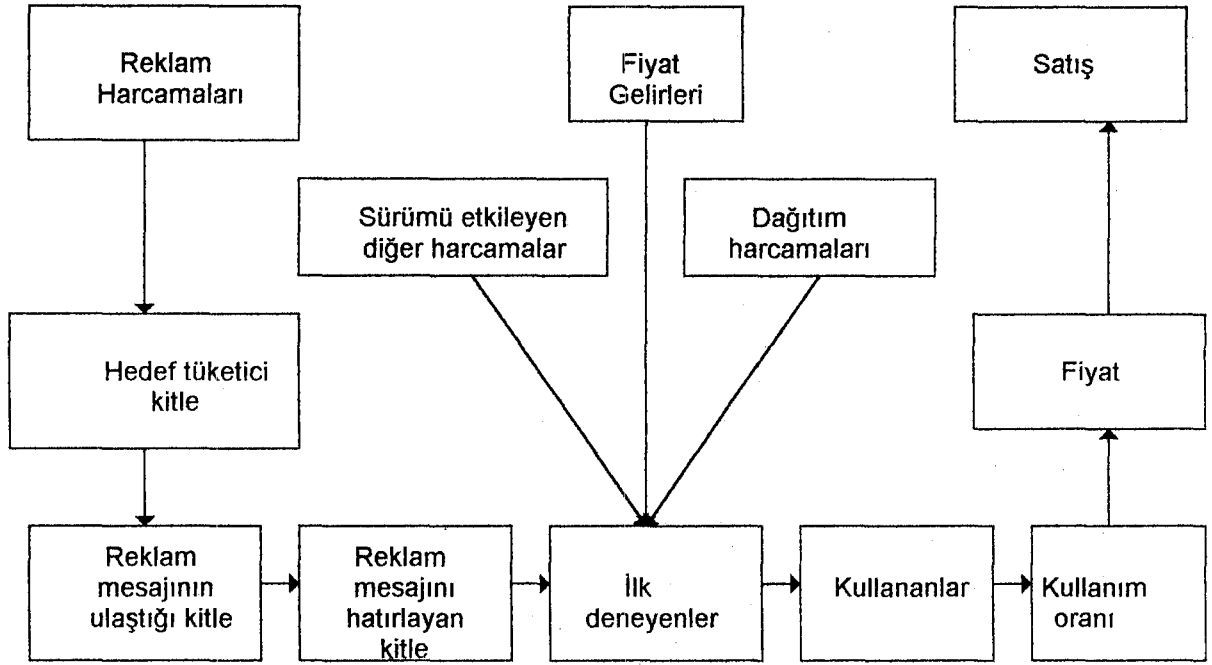 Reklam
Harcamaları
Fiyat
Gelirleri
Satış
Sürümü etkileyen
diğer harcamalar
Dağıtım
harcamaları
Hedef tüketici
kitle
Fiyat
Reklam
mesajının
ulaştığı kitle
Reklam
mesajını
hatırlayan
kitle
İlk
deneyenler
Kullananlar
Kullanım
oranı